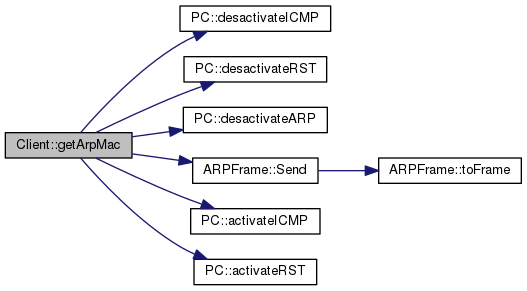 PC::desactivateICMP
PC::desactivateRST
PC::desactivateARP
Client::getArpMac
ARPFrame::Send
ARPFrame::toFrame
PC::activateICMP
PC::activateRST